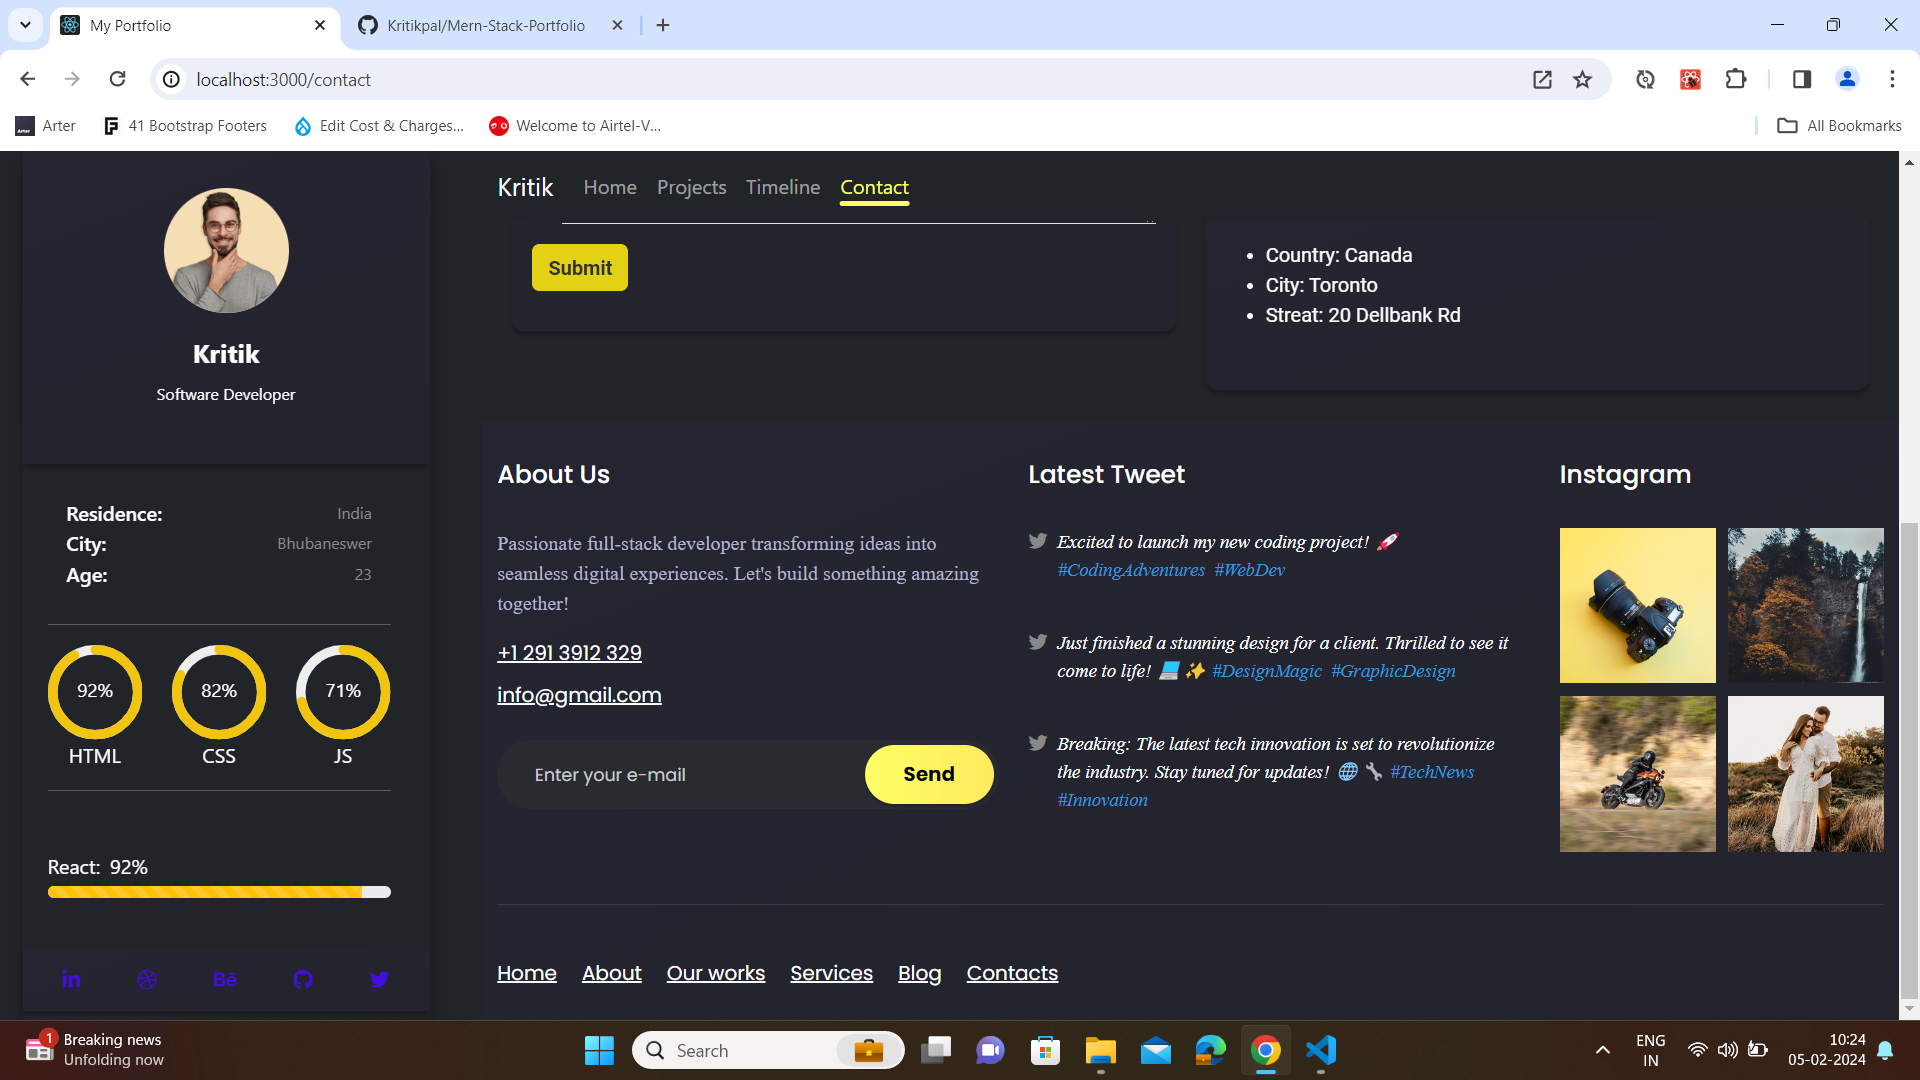 My Portfolio
Kritikpal/Mern-Stack-Portfolio
localhost:3000/contact
Arter
Arter
41 Bootstrap Footers
Edit Cost & Charges...
Welcome to Airtel-V...
All Bookmarks
Kritik
Software Developer
Residence: India
City: Bhubaneswer
Age: 23
92%
82%
71%
HTML
CSS
JS
React: 92%
in
Bē
Kritik
Home
Projects
Timeline
Contact
Submit
Country: Canada
City: Toronto
Streat: 20 Dellbank Rd
About Us
Passionate full-stack developer transforming ideas into
seamless digital experiences. Let's build something amazing
together!
+1 291 3912 329
info@gmail.com
Enter your e-mail
Send
Latest Tweet
Excited to launch my new coding project! 🚀
#CodingAdventures #WebDev
Just finished a stunning design for a client. Thrilled to see it
come to life! 💻 ✨ #DesignMagic #GraphicDesign
Breaking: The latest tech innovation is set to revolutionize
the industry. Stay tuned for updates! 🌐 🔧 #TechNews
#Innovation
Instagram
Home
About
Our works
Services
Blog
Contacts
1
Breaking news
Unfolding now
Search
ENG
IN
10:24
05-02-2024